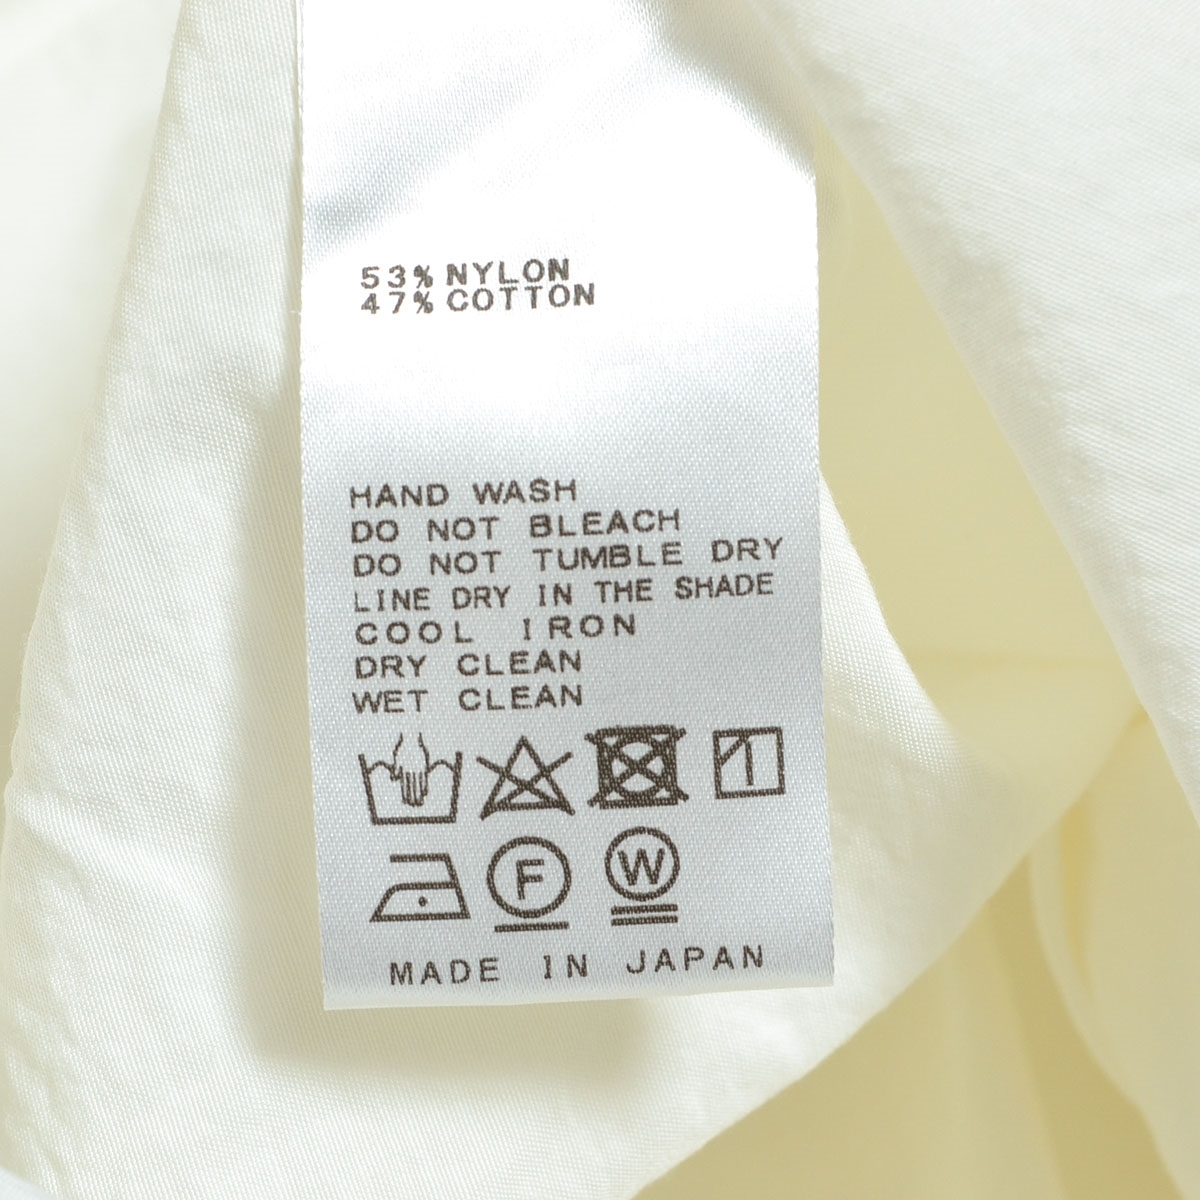 53% NYLON
47% COTTON
HAND WASH
DO NOT BLEACH
DO NOT TUMBLE DRY
LINE DRY IN THE SHADE
COOL IRON
DRY CLEAN
WET CLEAN
F W
MADE IN JAPAN